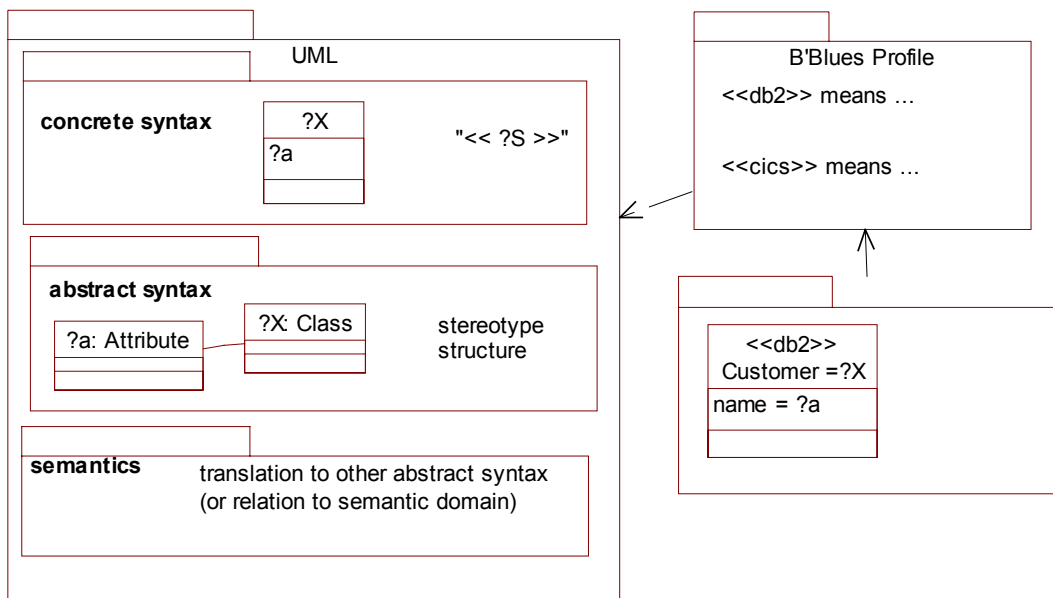 UML
concrete syntax
?X
?a
"<< ?S >>"
abstract syntax
?a: Attribute
?X: Class
stereotype
structure
semantics
translation to other abstract syntax
(or relation to semantic domain)
B'Blues Profile
<<db2>> means …
<<cics>> means …
<<db2>>
Customer =?X
name = ?a